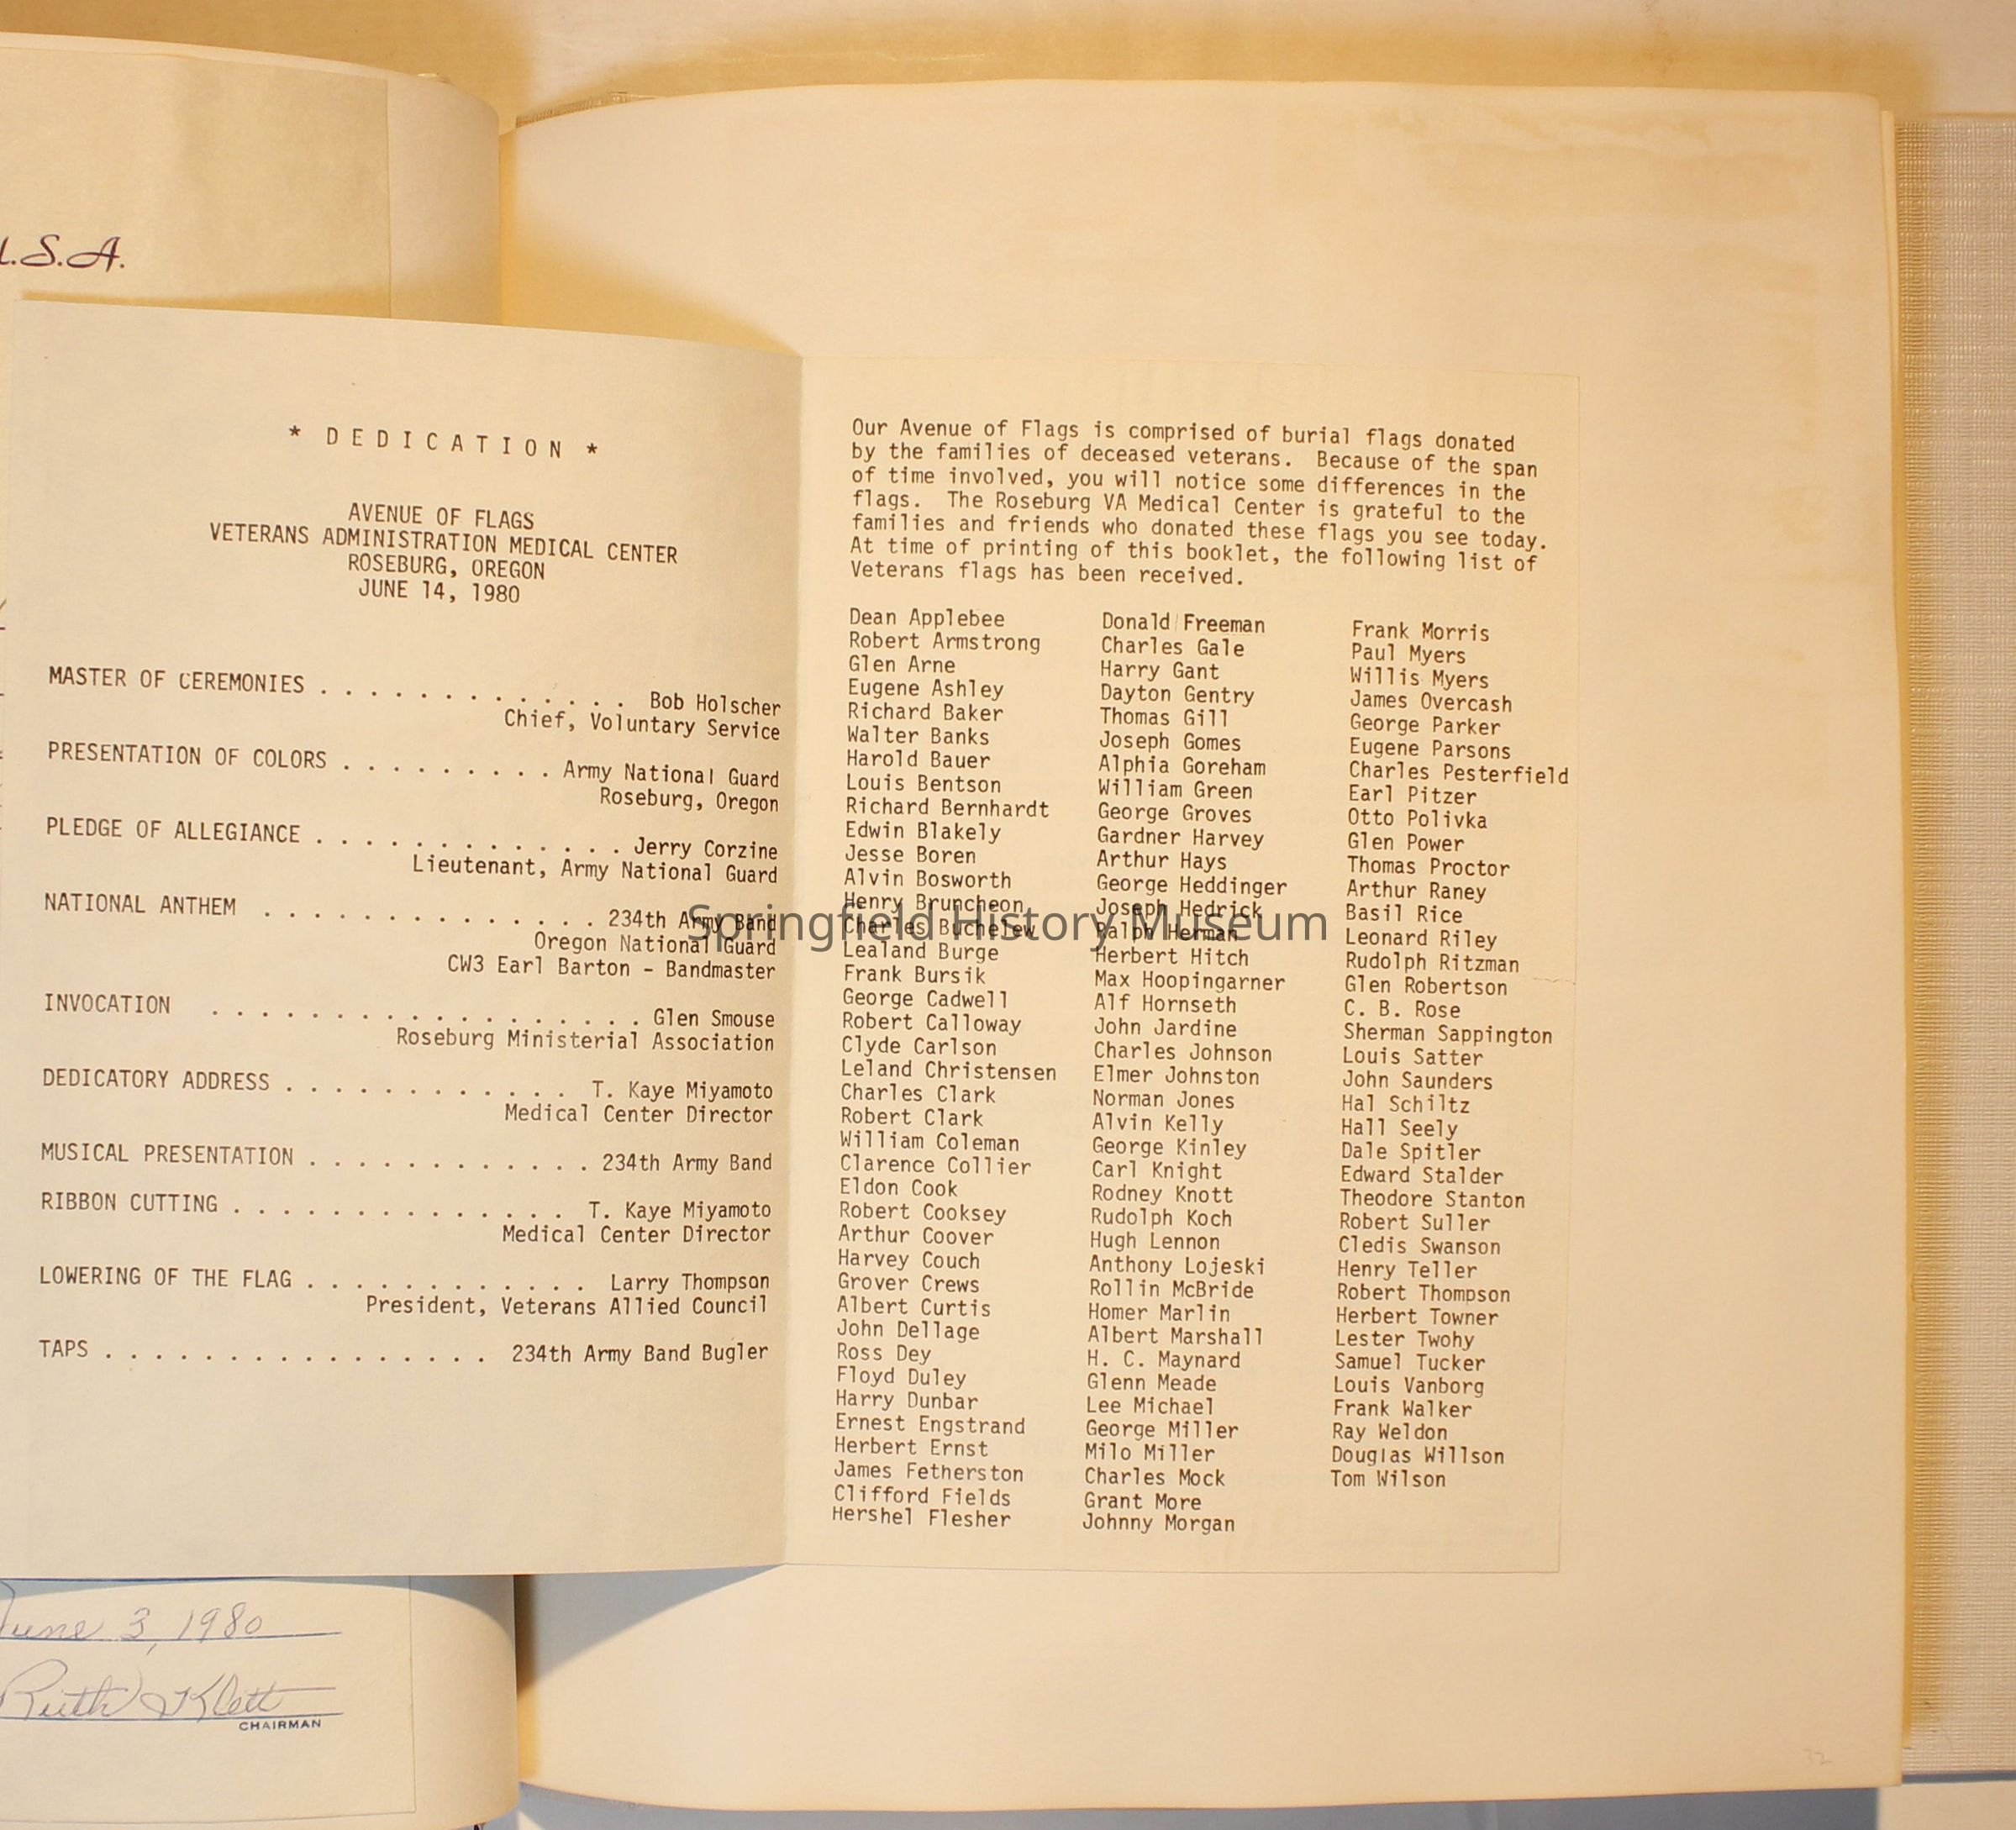 U.S.A.
* D E D I C A T I O N *
AVENUE OF FLAGS
VETERANS ADMINISTRATION MEDICAL CENTER
ROSEBURG, OREGON
JUNE 14, 1980
MASTER OF CEREMONIES . . . . . . . . . . . . . Bob Holscher
Chief, Voluntary Service
PRESENTATION OF COLORS . . . . . . . . . Army National Guard
Roseburg, Oregon
PLEDGE OF ALLEGIANCE . . . . . . . . . . . . . Jerry Corzine
Lieutenant, Army National Guard
NATIONAL ANTHEM . . . . . . . . . . . . . . 234th Army Band
Oregon National Guard
CW3 Earl Barton - Bandmaster
INVOCATION . . . . . . . . . . . . . . . . . . Glen Smouse
Roseburg Ministerial Association
DEDICATORY ADDRESS . . . . . . . . . . . . T. Kaye Miyamoto
Medical Center Director
MUSICAL PRESENTATION . . . . . . . . . . . . 234th Army Band
RIBBON CUTTING . . . . . . . . . . . . . . T. Kaye Miyamoto
Medical Center Director
LOWERING OF THE FLAG . . . . . . . . . . . . Larry Thompson
President, Veterans Allied Council
TAPS . . . . . . . . . . . . . . . . 234th Army Band Bugler
June 3, 1980
Ruth Klett
CHAIRMAN
Our Avenue of Flags is comprised of burial flags donated
by the families of deceased veterans. Because of the span
of time involved, you will notice some differences in the
flags. The Roseburg VA Medical Center is grateful to the
families and friends who donated these flags you see today.
At time of printing of this booklet, the following list of
Veterans flags has been received.
Dean Applebee
Robert Armstrong
Glen Arne
Eugene Ashley
Richard Baker
Walter Banks
Harold Bauer
Louis Bentson
Richard Bernhardt
Edwin Blakely
Jesse Boren
Alvin Bosworth
Henry Bruncheon
Charles Buchelew
Lealand Burge
Frank Bursik
George Cadwell
Robert Calloway
Clyde Carlson
Leland Christensen
Charles Clark
Robert Clark
William Coleman
Clarence Collier
Eldon Cook
Robert Cooksey
Arthur Coover
Harvey Couch
Grover Crews
Albert Curtis
John Dellage
Ross Dey
Floyd Duley
Harry Dunbar
Ernest Engstrand
Herbert Ernst
James Fetherston
Clifford Fields
Hershel Flesher
Donald Freeman
Charles Gale
Harry Gant
Dayton Gentry
Thomas Gill
Joseph Gomes
Alphia Goreham
William Green
George Groves
Gardner Harvey
Arthur Hays
George Heddinger
Joseph Hedrick
Ralph Herman
Herbert Hitch
Max Hoopingarner
Alf Hornseth
John Jardine
Charles Johnson
Elmer Johnston
Norman Jones
Alvin Kelly
George Kinley
Carl Knight
Rodney Knott
Rudolph Koch
Hugh Lennon
Anthony Lojeski
Rollin McBride
Homer Marlin
Albert Marshall
H. C. Maynard
Glenn Meade
Lee Michael
George Miller
Milo Miller
Charles Mock
Grant More
Johnny Morgan
Frank Morris
Paul Myers
Willis Myers
James Overcash
George Parker
Eugene Parsons
Charles Pesterfield
Earl Pitzer
Otto Polivka
Glen Power
Thomas Proctor
Arthur Raney
Basil Rice
Leonard Riley
Rudolph Ritzman
Glen Robertson
C. B. Rose
Sherman Sappington
Louis Satter
John Saunders
Hal Schiltz
Hall Seely
Dale Spitler
Edward Stalder
Theodore Stanton
Robert Suller
Cledis Swanson
Henry Teller
Robert Thompson
Herbert Towner
Lester Twohy
Samuel Tucker
Louis Vanborg
Frank Walker
Ray Weldon
Douglas Willson
Tom Wilson
Springfield History Museum
32